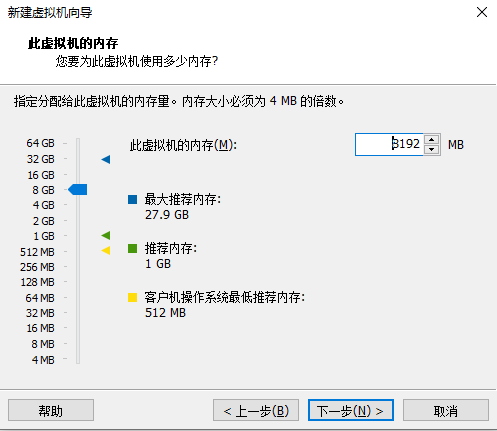 新建虚拟机向导
此虚拟机的内存
您要为此虚拟机使用多少内存?
指定分配给此虚拟机的内存量。内存大小必须为 4 MB 的倍数。
64 GB
32 GB
16 GB
8 GB
4 GB
2 GB
1 GB
512 MB
256 MB
128 MB
64 MB
32 MB
16 MB
8 MB
4 MB
此虚拟机的内存(M):
8192 MB
最大推荐内存:
27.9 GB
推荐内存:
1 GB
客户机操作系统最低推荐内存:
512 MB
帮助
< 上一步(B)
下一步(N) >
取消